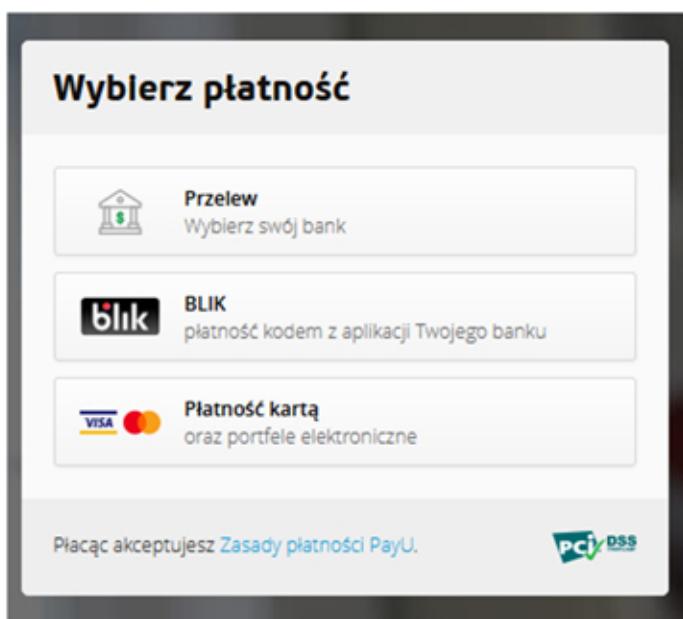 Wybierz płatność
$
Przelew
Wybierz swój bank
blik
BLIK
płatność kodem z aplikacji Twojego banku
VISA
Płatność kartą
oraz portfele elektroniczne
Płacąc akceptujesz Zasady płatności PayU.
PCI DSS